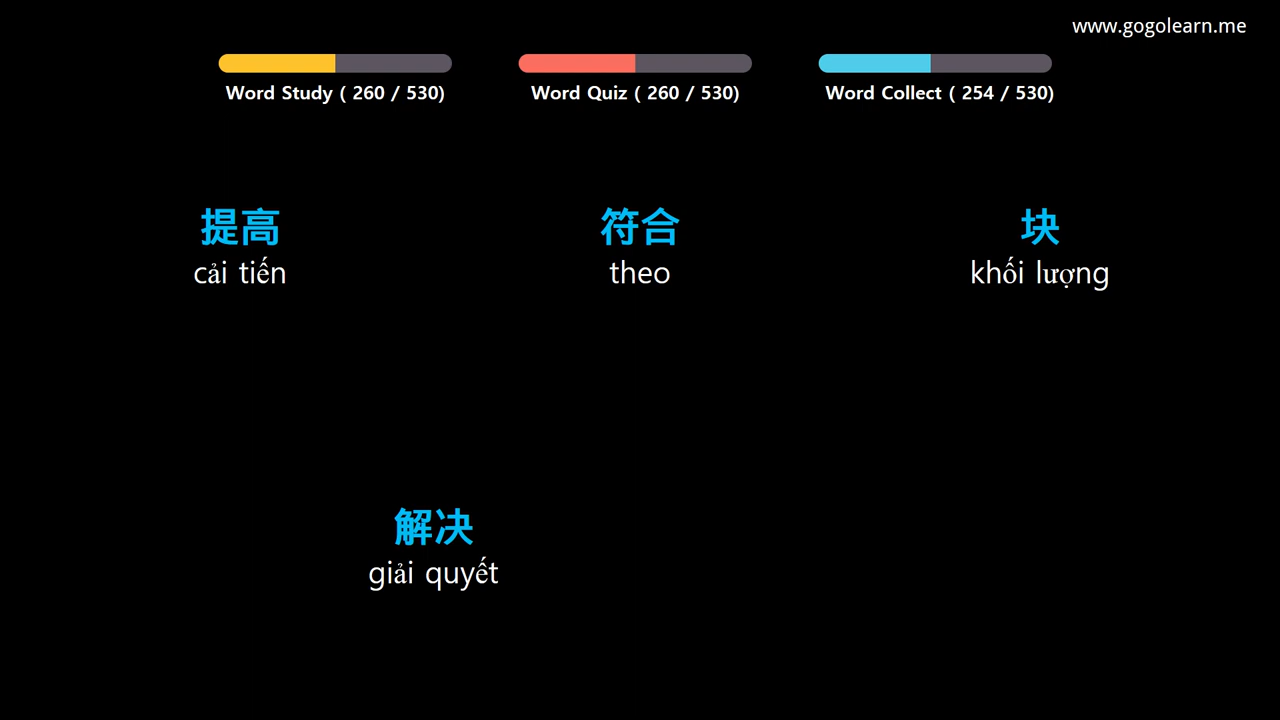 www.gogolearn.me
Word Study ( 260 / 530)
Word Quiz ( 260 / 530)
Word Collect ( 254 / 530)
提高
cải tiến
符合
theo
块
khối lượng
解决
giải quyết